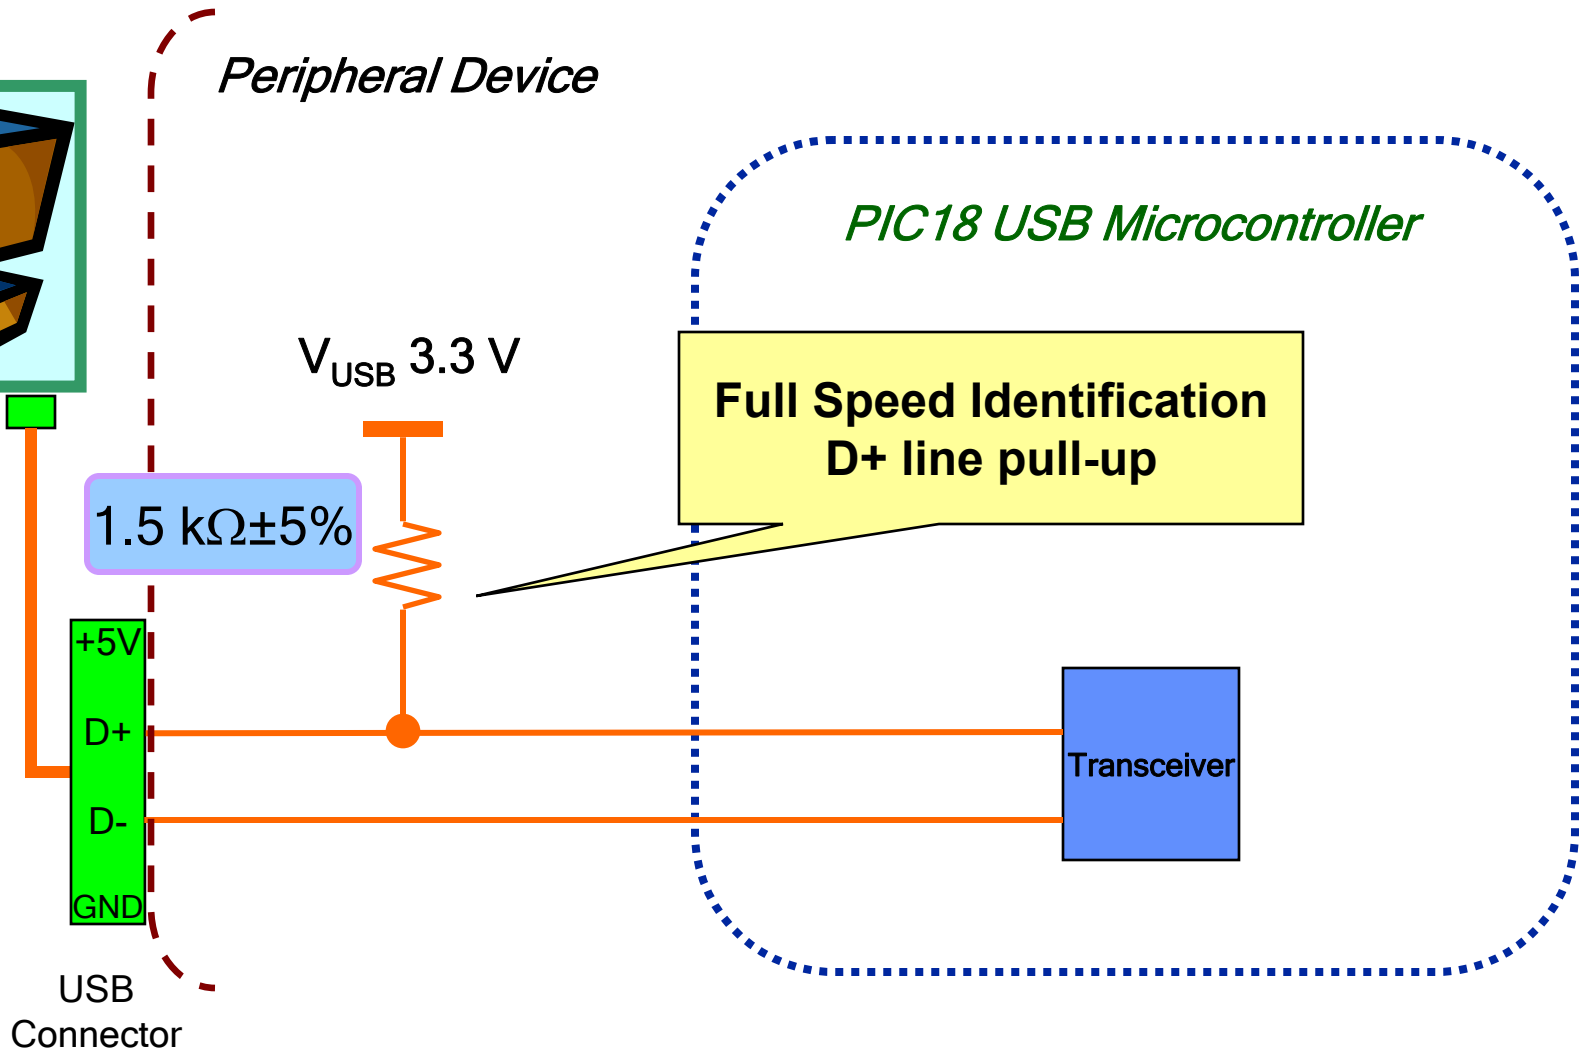 Peripheral Device
PIC18 USB Microcontroller
VUSB 3.3 V
Full Speed Identification
D+ line pull-up
1.5 kΩ±5%
+5V
D+
Transceiver
D-
GND
USB
Connector